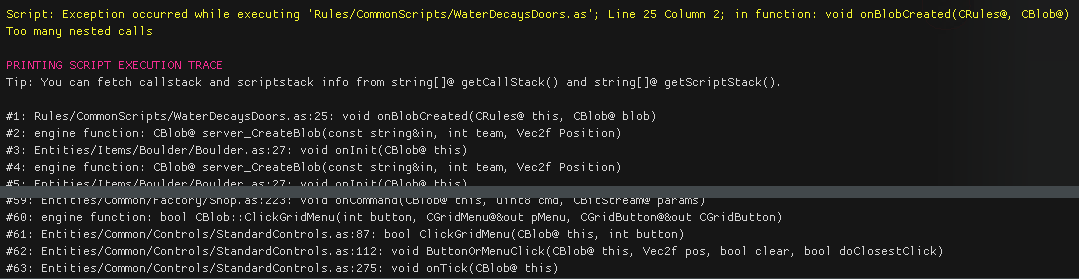 Script: Exception occurred while executing 'Rules/CommonScripts/WaterDecaysDoors.as'; Line 25 Column 2; in function: void onBlobCreated(CRules@, CBlob@)
Too many nested calls
PRINTING SCRIPT EXECUTION TRACE
Tip: You can fetch callstack and scriptstack info from string[]@ getCallStack() and string[]@ getScriptStack().
#1: Rules/CommonScripts/WaterDecaysDoors.as:25: void onBlobCreated(CRules@ this, CBlob@ blob)
#2: engine function: CBlob@ server_CreateBlob(const string&in, int team, Vec2f Position)
#3: Entities/Items/Boulder/Boulder.as:27: void onInit(CBlob@ this)
#4: engine function: CBlob@ server_CreateBlob(const string&in, int team, Vec2f Position)
#5: Entities/Items/Boulder/Boulder.as:27: void onInit(CBlob@ this)
#59: Entities/Common/Factory/Shop.as:223: void onCommand(CBlob@ this, uint8 cmd, CBitStream@ params)
#60: engine function: bool CBlob::ClickGridMenu(int button, CGridMenu@&out pMenu, CGridButton@&out CGridButton)
#61: Entities/Common/Controls/StandardControls.as:87: bool ClickGridMenu(CBlob@ this, int button)
#62: Entities/Common/Controls/StandardControls.as:112: void ButtonOrMenuClick(CBlob@ this, Vec2f pos, bool clear, bool doClosestClick)
#63: Entities/Common/Controls/StandardControls.as:275: void onTick(CBlob@ this)